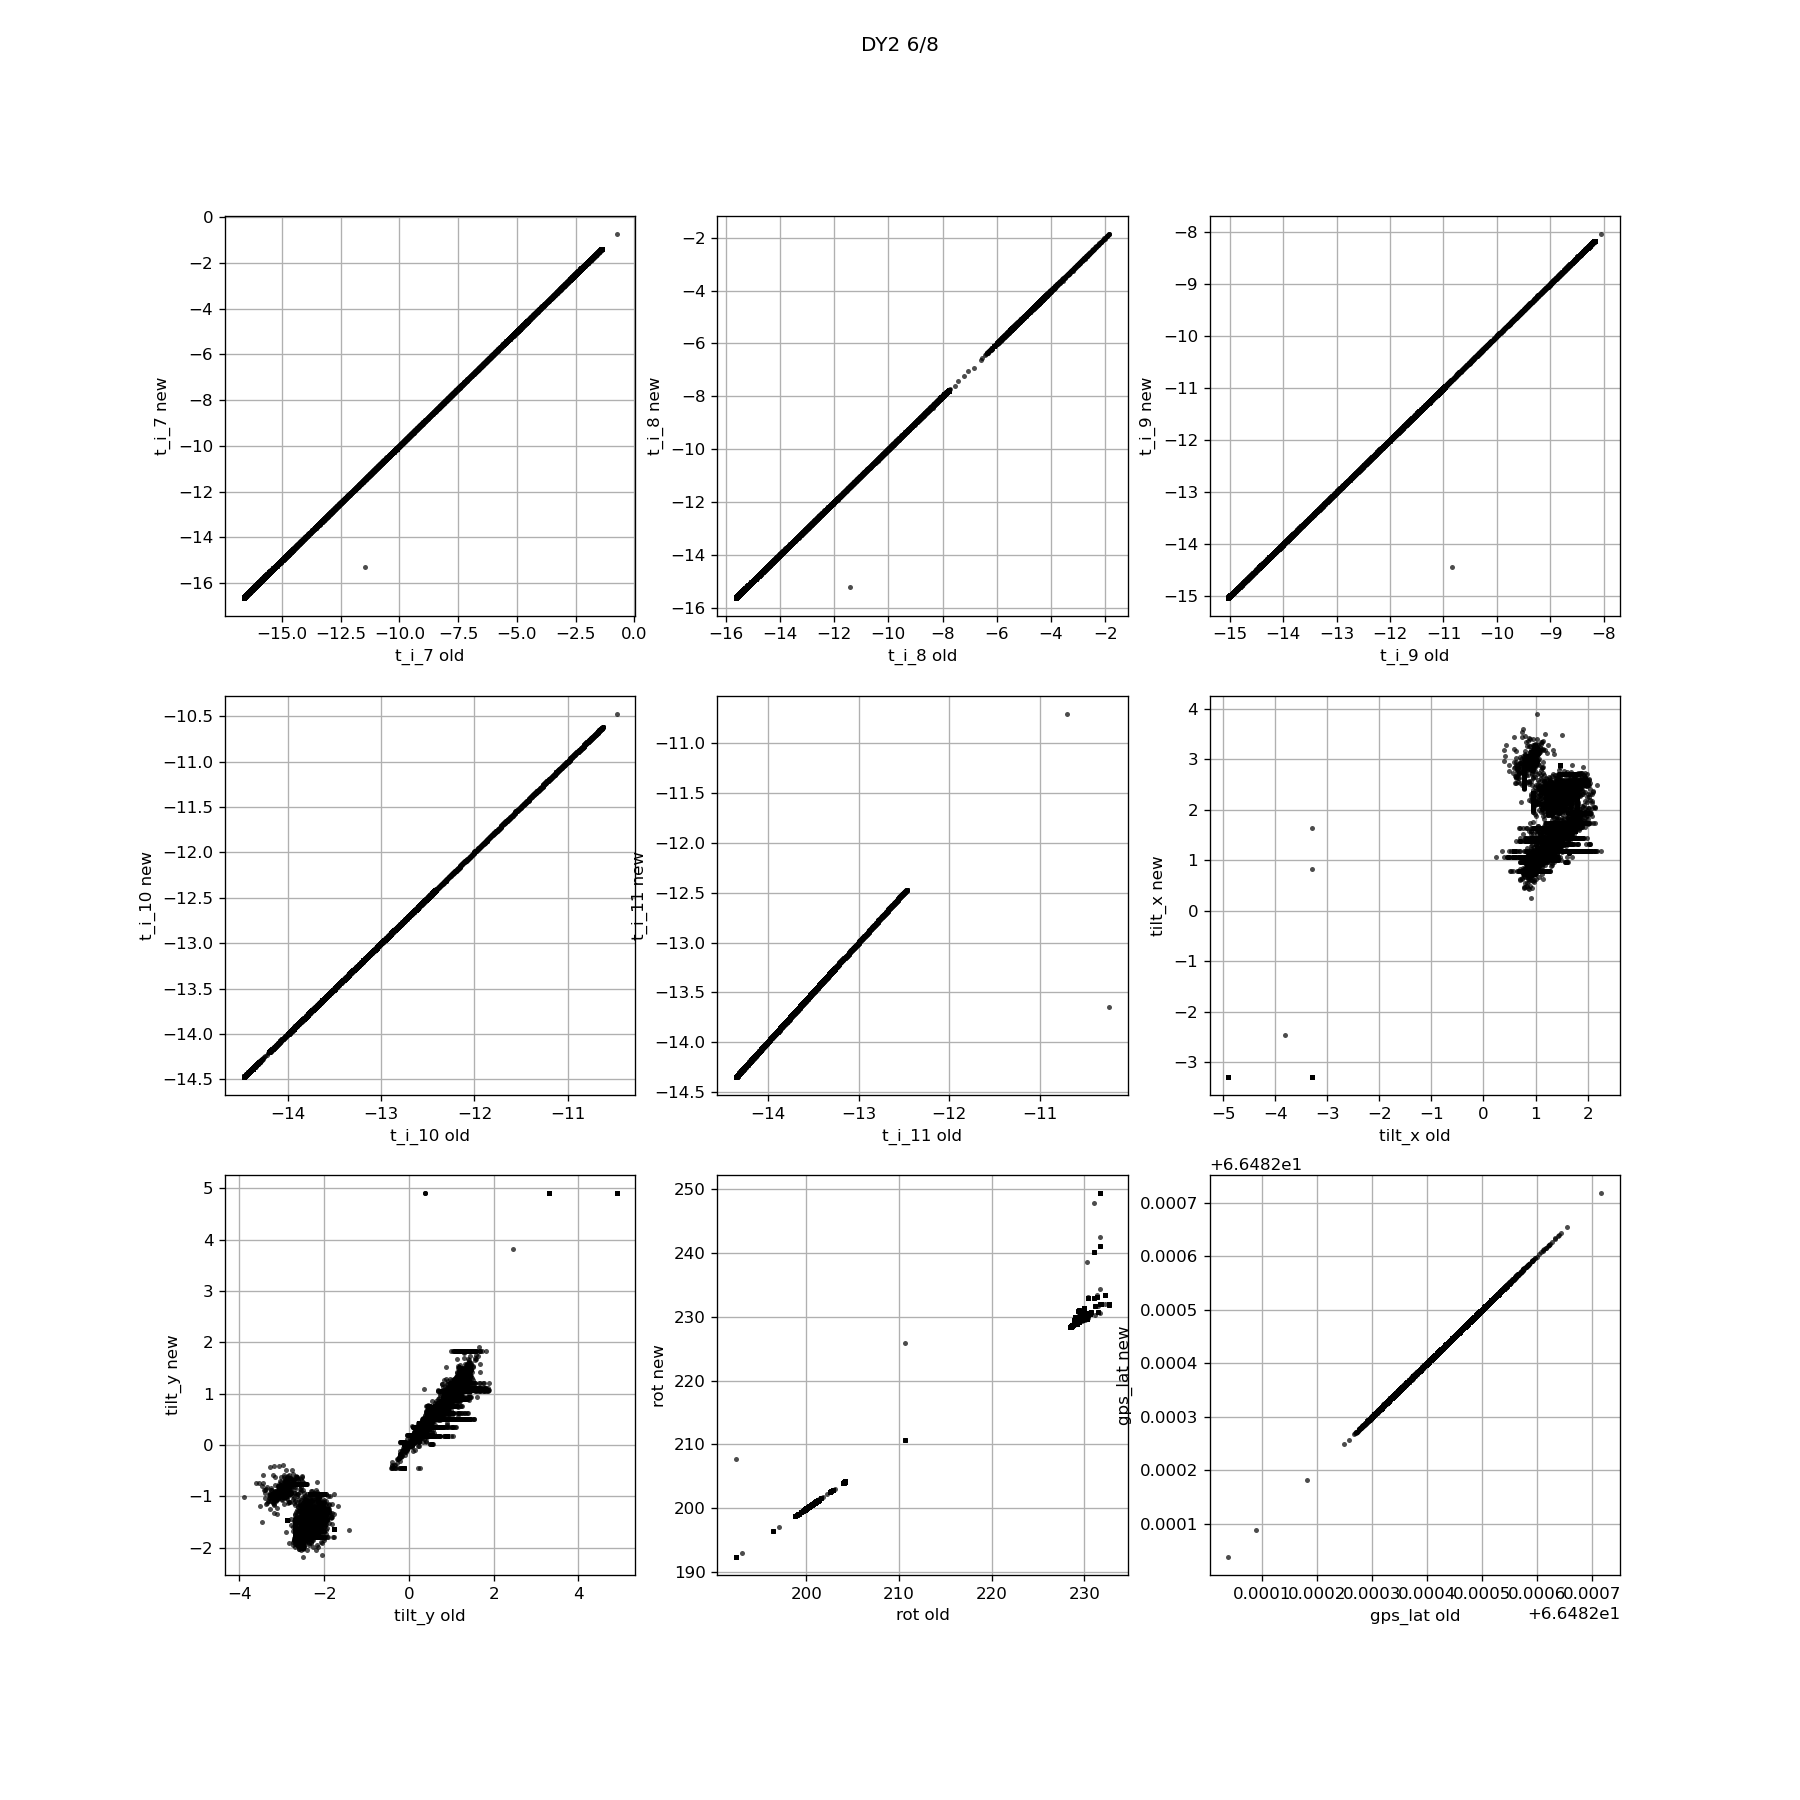 DY2 6/8
0
−2
−4
−6
−8
−10
−12
−14
−16
t_i_7 new
−15.0 −12.5 −10.0 −7.5 −5.0 −2.5 0.0
t_i_7 old
−2
−4
−6
−8
−10
−12
−14
−16
t_i_8 new
−16 −14 −12 −10 −8 −6 −4 −2
t_i_8 old
−8
−9
−10
−11
−12
−13
−14
−15
t_i_9 new
−15 −14 −13 −12 −11 −10 −9 −8
t_i_9 old
−10.5
−11.0
−11.5
−12.0
−12.5
−13.0
−13.5
−14.0
−14.5
t_i_10 new
−14 −13 −12 −11
t_i_10 old
−11.0
−11.5
−12.0
−12.5
−13.0
−13.5
−14.0
−14.5
t_i_11 new
−14 −13 −12 −11
t_i_11 old
4
3
2
1
0
−1
−2
−3
tilt_x new
−5 −4 −3 −2 −1 0 1 2
tilt_x old
5
4
3
2
1
0
−1
−2
tilt_y new
−4 −2 0 2 4
tilt_y old
250
240
230
220
210
200
190
rot new
200 210 220 230
rot old
+6.6482e1
0.0007
0.0006
0.0005
0.0004
0.0003
0.0002
0.0001
gps_lat new
0.0001 0.0002 0.0003 0.0004 0.0005 0.0006 0.0007
gps_lat old
+6.6482e1